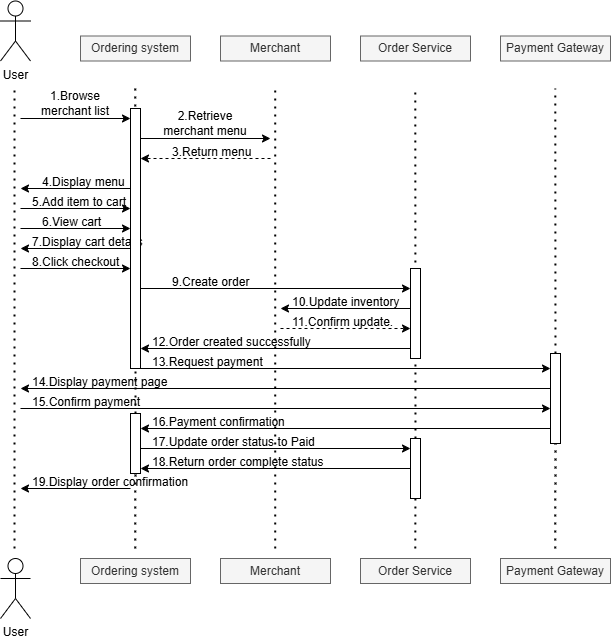 Ordering system
Merchant
Order Service
Payment Gateway
User
1.Browse
merchant list
2.Retrieve
merchant menu
3.Return menu
4.Display menu
5.Add item to cart
6.View cart
7.Display cart details
8.Click checkout
9.Create order
10.Update inventory
11.Confirm update
12.Order created successfully
13.Request payment
14.Display payment page
15.Confirm payment
16.Payment confirmation
17.Update order status to Paid
18.Return order complete status
19.Display order confirmation
Ordering system
Merchant
Order Service
Payment Gateway
User